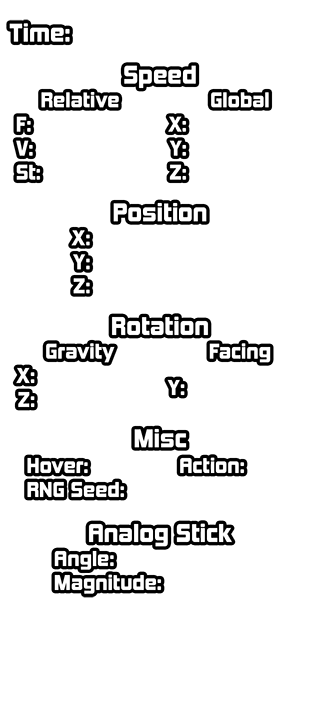 Time:
Speed
Relative Global
F: X:
V: Y:
St: Z:
Position
X:
Y:
Z:
Rotation
Gravity Facing
X:
Y:
Z:
Misc
Hover: Action:
RNG Seed:
Analog Stick
Angle:
Magnitude: